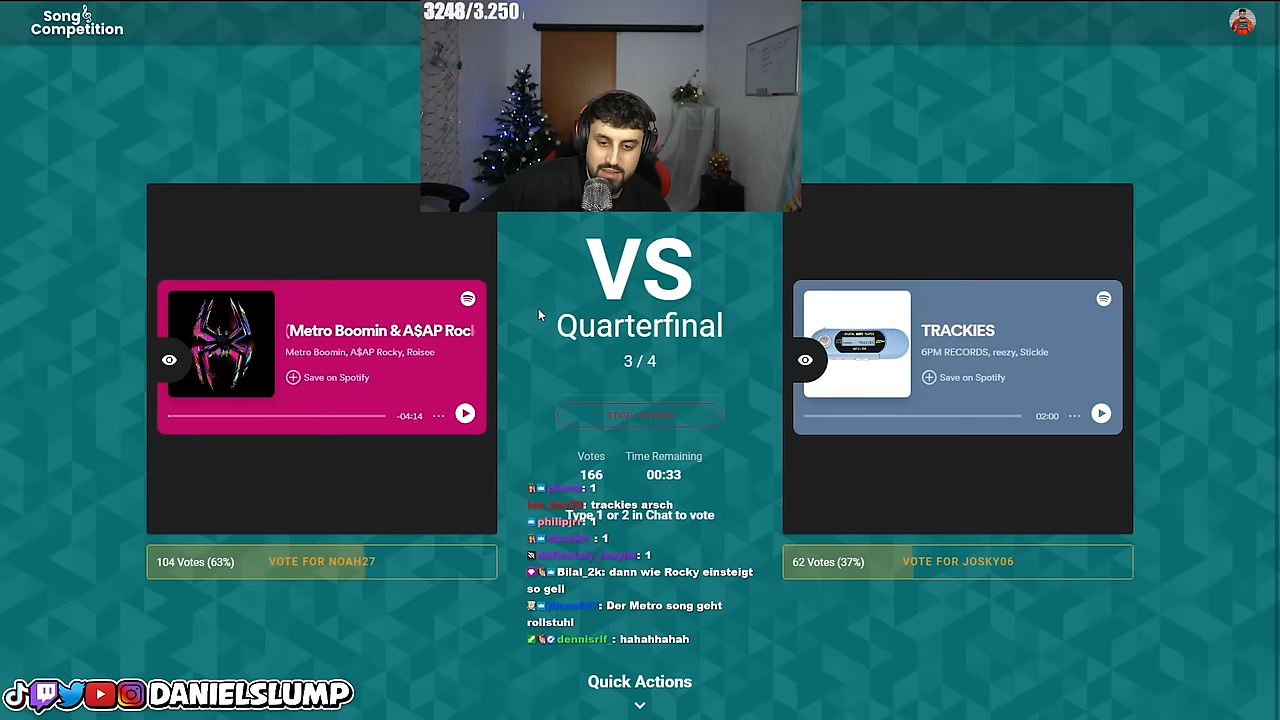 Song
Competition
3248/3.250
VS
Quarterfinal
3 / 4
(Metro Boomin & A$AP Roc
Metro Boomin, A$AP Rocky, Roisee
Save on Spotify
-04:14
TRACKIES
6PM RECORDS, reezy, Stickle
Save on Spotify
02:00
Votes
Time Remaining
166
00:33
: 1
: trackies arsch
Type 1 or 2 in Chat to vote
: 1
: 1
: 1
Bilal_2k: dann wie Rocky einsteigt
so geil
: Der Metro song geht
rollstuhl
dennisrlf_: hahahhahah
104 Votes (63%)
VOTE FOR NOAH27
62 Votes (37%)
VOTE FOR JOSKY06
Quick Actions
DANIELSLUMP